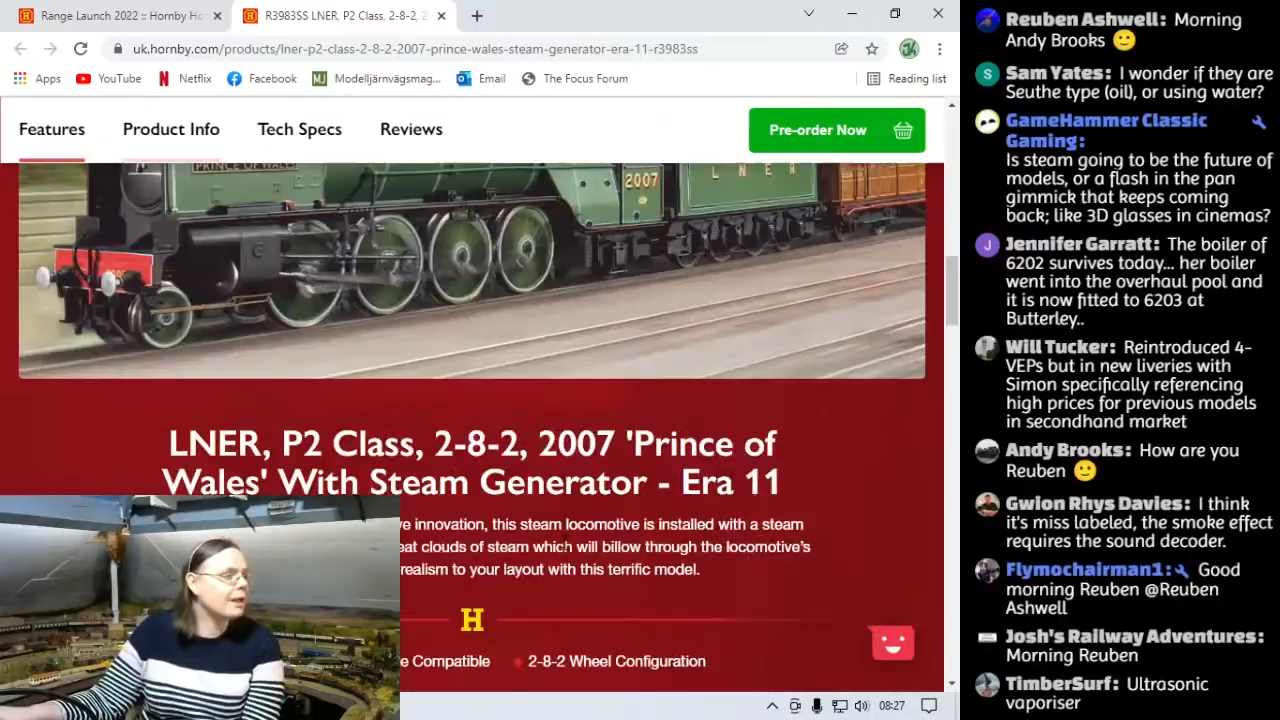 Range Launch 2022 :: Hornby Ho
R3983SS LNER, P2 Class, 2-8-2, 2
uk.hornby.com/products/lner-p2-class-2-8-2-2007-prince-wales-steam-generator-era-11-r3983ss
Apps YouTube Netflix Facebook Modelljärnvägsmag... Email The Focus Forum Reading list
Features Product Info Tech Specs Reviews Pre-order Now
PRINCE OF WALES
2007
L N E R
LNER, P2 Class, 2-8-2, 2007 'Prince of
Wales' With Steam Generator - Era 11
ve innovation, this steam locomotive is installed with a steam
eat clouds of steam which will billow through the locomotive's
realism to your layout with this terrific model.
H
e Compatible 2-8-2 Wheel Configuration
08:27
Reuben Ashwell: Morning
Andy Brooks 🙂
S
Sam Yates: I wonder if they are
Seuthe type (oil), or using water?
GameHammer Classic
Gaming:
Is steam going to be the future of
models, or a flash in the pan
gimmick that keeps coming
back; like 3D glasses in cinemas?
J
Jennifer Garratt: The boiler of
6202 survives today... her boiler
went into the overhaul pool and
it is now fitted to 6203 at
Butterley..
Will Tucker: Reintroduced 4-
VEPs but in new liveries with
Simon specifically referencing
high prices for previous models
in secondhand market
Andy Brooks: How are you
Reuben 🙂
Gwion Rhys Davies: I think
it's miss labeled, the smoke effect
requires the sound decoder.
Flymochairman1: Good
morning Reuben @Reuben
Ashwell
Josh's Railway Adventures:
Morning Reuben
TimberSurf: Ultrasonic
vaporiser